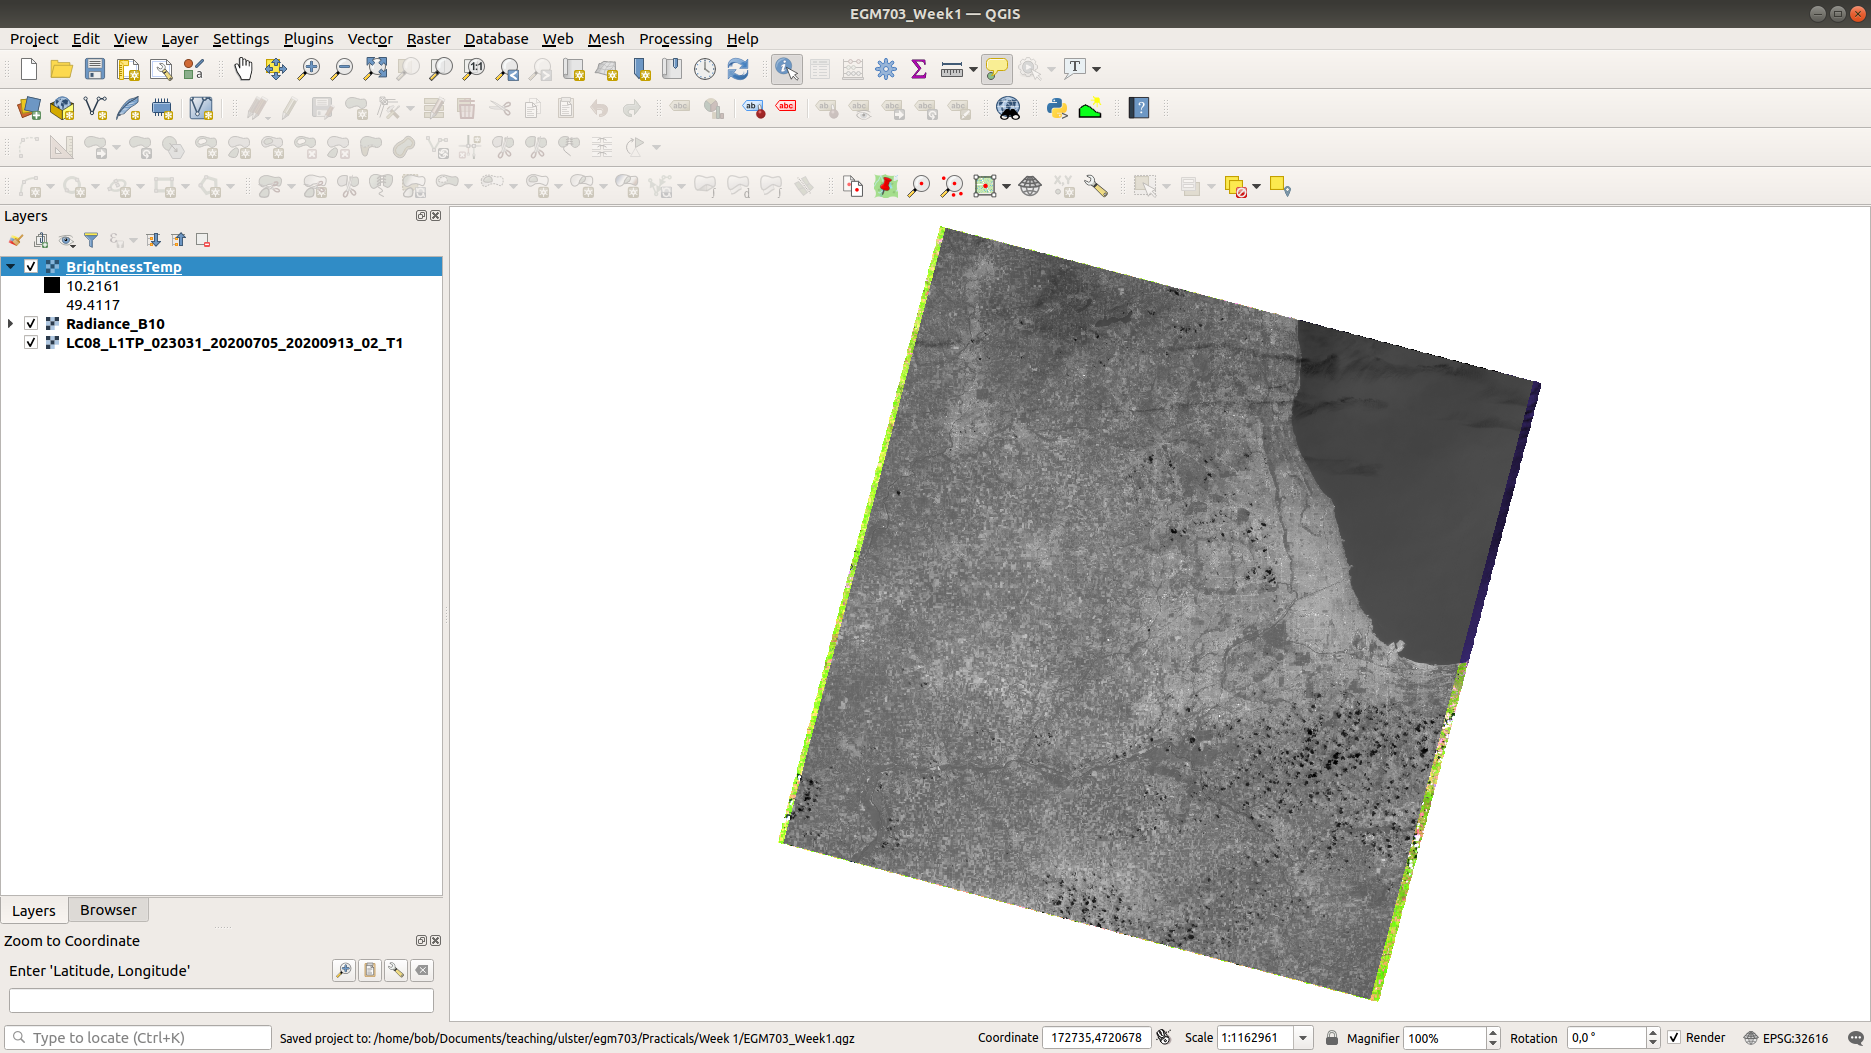 EGM703_Week1 — QGIS
Project Edit View Layer Settings Plugins Vector Raster Database Web Mesh Processing Help
Layers
BrightnessTemp
10.2161
49.4117
Radiance_B10
LC08_L1TP_023031_20200705_20200913_02_T1
Layers Browser
Zoom to Coordinate
Enter 'Latitude, Longitude'
Type to locate (Ctrl+K) Saved project to: /home/bob/Documents/teaching/ulster/egm703/Practicals/Week 1/EGM703_Week1.qgz Coordinate 172735,4720678 Scale 1:1162961 Magnifier 100% Rotation 0,0 ° Render EPSG:32616